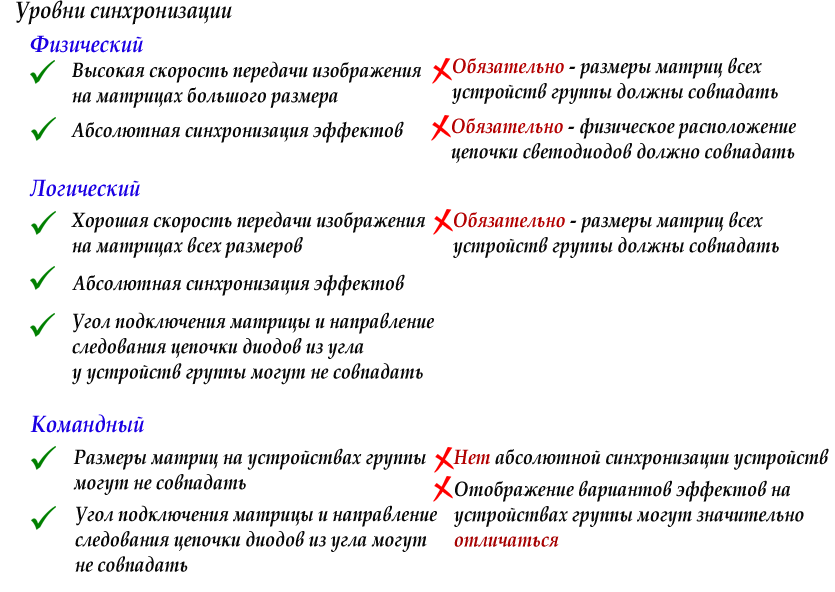 Уровни синхронизации
Физический
Высокая скорость передачи изображения
на матрицах большого размера
Абсолютная синхронизация эффектов
Обязательно - размеры матриц всех
устройств группы должны совпадать
Обязательно - физическое расположение
цепочки светодиодов должно совпадать
Логический
Хорошая скорость передачи изображения
на матрицах всех размеров
Абсолютная синхронизация эффектов
Угол подключения матрицы и направление
следования цепочки диодов из угла
у устройств группы могут не совпадать
Обязательно - размеры матриц всех
устройств группы должны совпадать
Командный
Размеры матриц на устройствах группы
могут не совпадать
Угол подключения матрицы и направление
следования цепочки диодов из угла могут
не совпадать
Нет абсолютной синхронизации устройств
Отображение вариантов эффектов на
устройствах группы могут значительно
отличаться